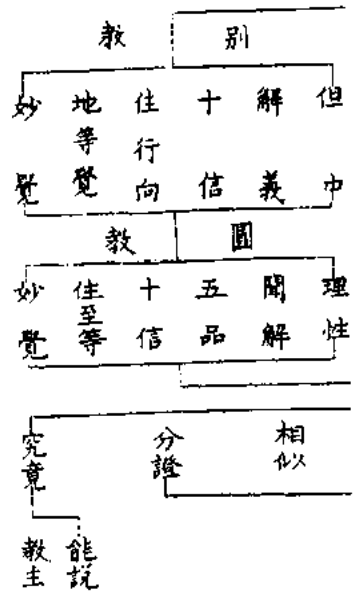 別教
但中
解義
十信
住行向
地等覺
妙覺
圓教
理性
聞解
五品
十信
住至等
妙覺
相似
分證
究竟
能說
教主